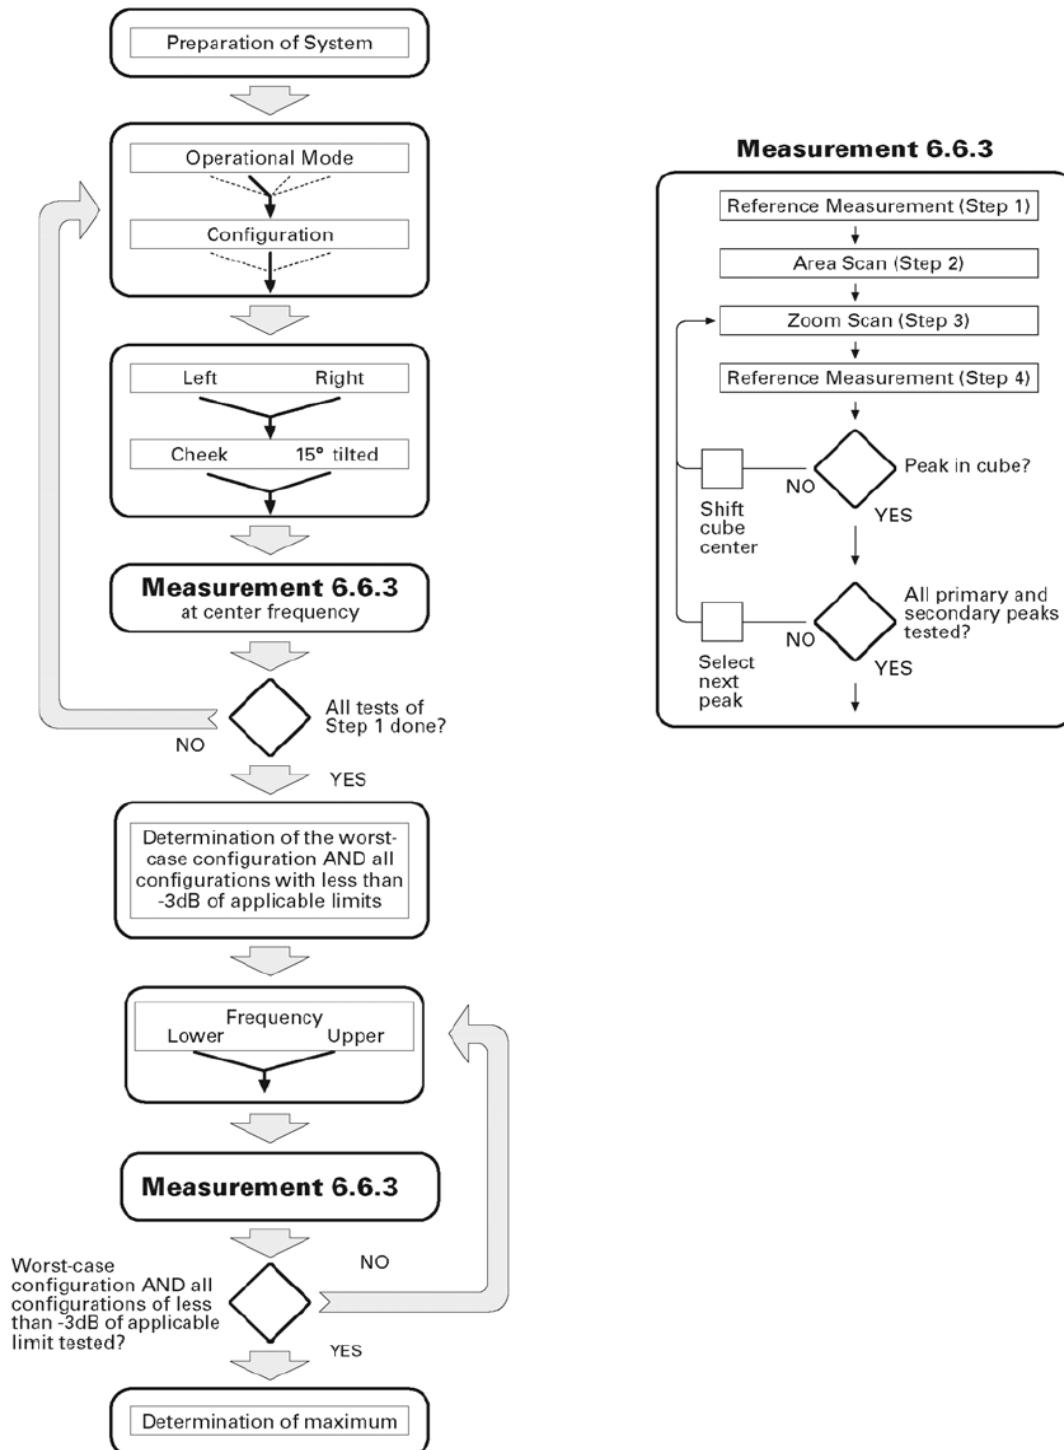 Preparation of System
Operational Mode
Configuration
Left Right
Cheek 15° tilted
Measurement 6.6.3
at center frequency
All tests of
Step 1 done?
NO
YES
Determination of the worst-
case configuration AND all
configurations with less than
-3dB of applicable limits
Frequency
Lower Upper
Measurement 6.6.3
NO
Worst-case
configuration AND all
configurations of less
than -3dB of applicable
limit tested?
YES
Determination of maximum
Measurement 6.6.3
Reference Measurement (Step 1)
Area Scan (Step 2)
Zoom Scan (Step 3)
Reference Measurement (Step 4)
Peak in cube?
NO
YES
Shift
cube
center
All primary and
secondary peaks
tested?
NO
YES
Select
next
peak